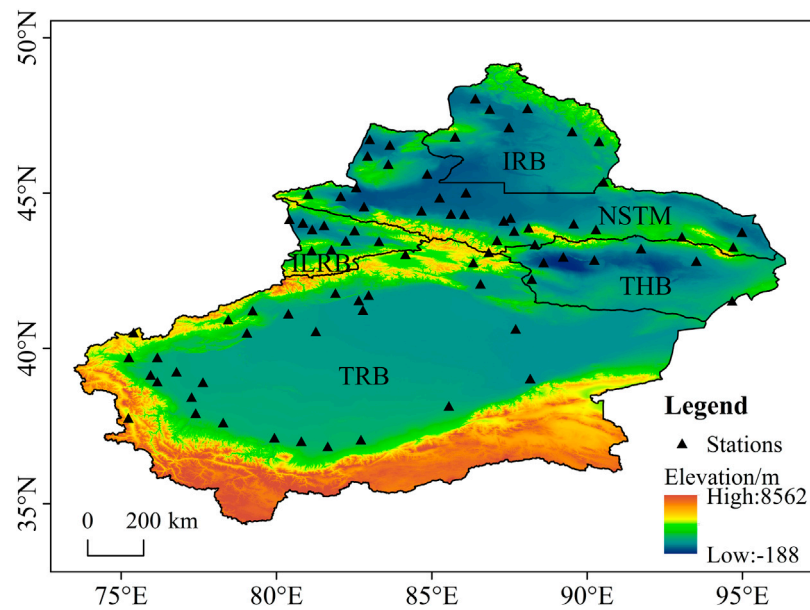 50°N
45°N
40°N
35°N
IRB
NSTM
ILRB
THB
TRB
Legend
Stations
Elevation/m
High:8562
Low:-188
0 200 km
75°E 80°E 85°E 90°E 95°E